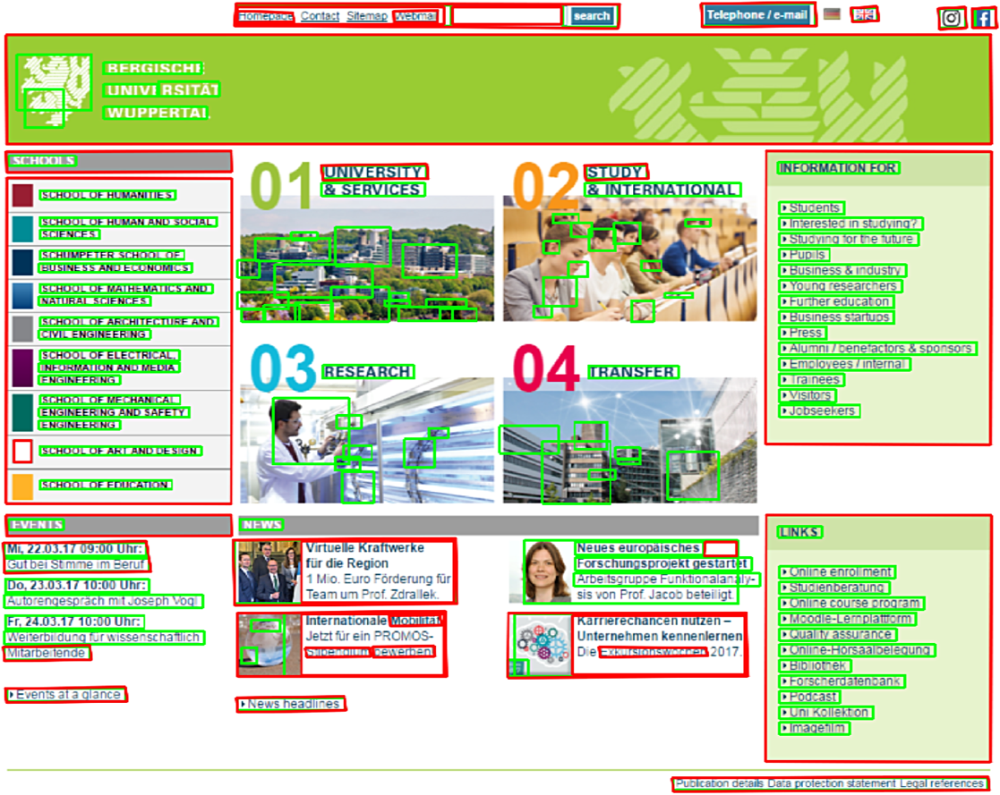 Homepage Contact Sitemap Webmail search Telephone / e-mail
BERGISCHE
UNIVERSITÄT
WUPPERTAL
SCHOOLS
SCHOOL OF HUMANITIES
SCHOOL OF HUMAN AND SOCIAL
SCIENCES
SCHUMPETER SCHOOL OF
BUSINESS AND ECONOMICS
SCHOOL OF MATHEMATICS AND
NATURAL SCIENCES
SCHOOL OF ARCHITECTURE AND
CIVIL ENGINEERING
SCHOOL OF ELECTRICAL,
INFORMATION AND MEDIA
ENGINEERING
SCHOOL OF MECHANICAL
ENGINEERING AND SAFETY
ENGINEERING
SCHOOL OF ART AND DESIGN
SCHOOL OF EDUCATION
01 UNIVERSITY
& SERVICES
02 STUDY
& INTERNATIONAL
03 RESEARCH
04 TRANSFER
INFORMATION FOR
Students
Interested in studying?
Studying for the future
Pupils
Business & industry
Young researchers
Further education
Business startups
Press
Alumni / benefactors & sponsors
Employees / internal
Trainees
Visitors
Jobseekers
EVENTS
Mi, 22.03.17 09:00 Uhr:
Gut bei Stimme im Beruf
Do, 23.03.17 10:00 Uhr:
Autorengespräch mit Joseph Vogl
Fr, 24.03.17 10:00 Uhr:
Weiterbildung für wissenschaftlich
Mitarbeitende
Events at a glance
NEWS
Virtuelle Kraftwerke
für die Region
1 Mio. Euro Förderung für
Team um Prof. Zdrallek.
Neues europäisches
Forschungsprojekt gestartet
Arbeitsgruppe Funktionalanaly-
sis von Prof. Jacob beteiligt.
Internationale Mobilität
Jetzt für ein PROMOS-
Stipendium bewerben
Karrierechancen nutzen –
Unternehmen kennenlernen
Die Exkursionswochen 2017.
News headlines
LINKS
Online enrollment
Studienberatung
Online course program
Moodle-Lernplattform
Quality assurance
Online-Hörsaalbelegung
Bibliothek
Forscherdatenbank
Podcast
Uni Kollektion
Imagefilm
Publication details Data protection statement Legal references